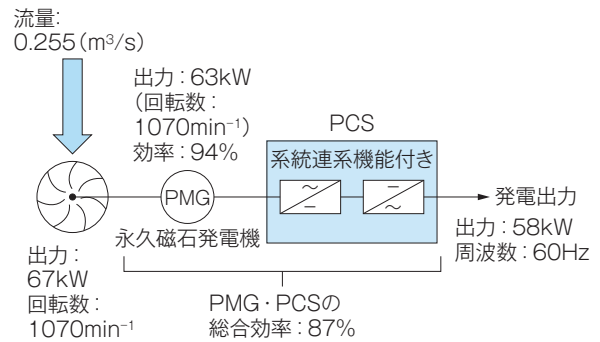 流量:
0.255(m³/s)
出力：63kW
(回転数：
1070min⁻¹)
効率：94%
PCS
系統連系機能付き
PMG
～
－
－
～
発電出力
永久磁石発電機
出力：58kW
周波数：60Hz
出力：
67kW
回転数：
1070min⁻¹
PMG・PCSの
総合効率：87%